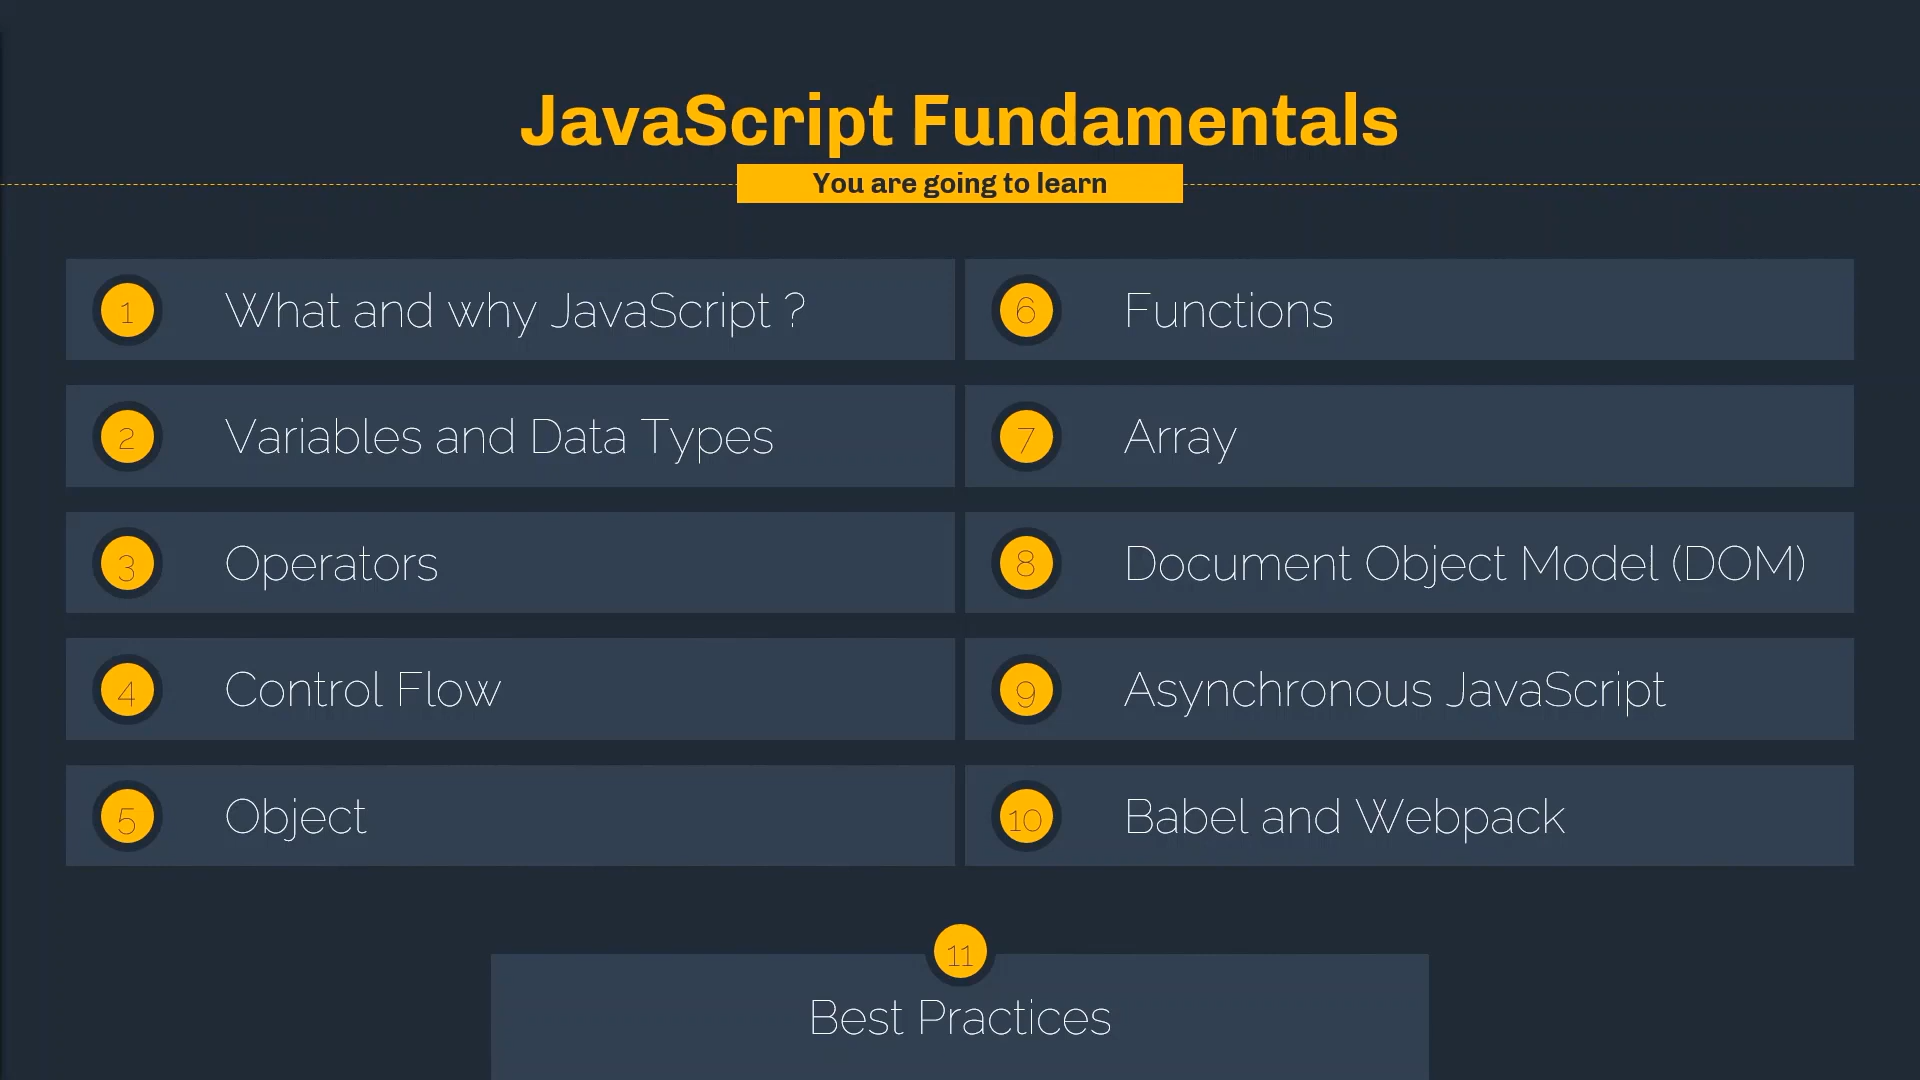 JavaScript Fundamentals
You are going to learn
1 What and why JavaScript ?
2 Variables and Data Types
3 Operators
4 Control Flow
5 Object
6 Functions
7 Array
8 Document Object Model (DOM)
9 Asynchronous JavaScript
10 Babel and Webpack
11
Best Practices